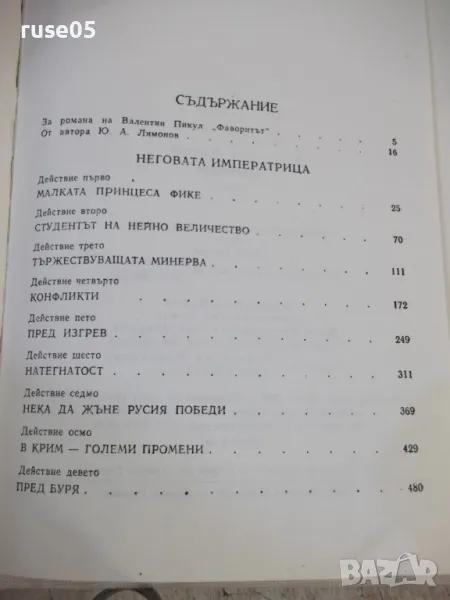 ruse05
СЪДЪРЖАНИЕ
За романа на Валентин Пикул „Фаворитът“ . . . . 5
От автора Ю. А. Лимонов . . . . . . . 16
НЕГОВАТА ИМПЕРАТРИЦА
Действие първо
МАЛКАТА ПРИНЦЕСА ФИКЕ . . . . . . 25
Действие второ
СТУДЕНТЪТ НА НЕЙНО ВЕЛИЧЕСТВО . . . . . 70
Действие трето
ТЪРЖЕСТВУВАЩАТА МИНЕРВА . . . . . . 111
Действие четвърто
КОНФЛИКТИ . . . . . . . . 172
Действие пето
ПРЕД ИЗГРЕВ . . . . . . . . 249
Действие шесто
НАТЕГНАТОСТ . . . . . . . . 311
Действие седмо
НЕКА ДА ЖЪНЕ РУСИЯ ПОБЕДИ . . . . . . 369
Действие осмо
В КРИМ — ГОЛЕМИ ПРОМЕНИ . . . . . . 429
Действие девето
ПРЕД БУРЯ . . . . . . . . . 480
BAZAR
bg